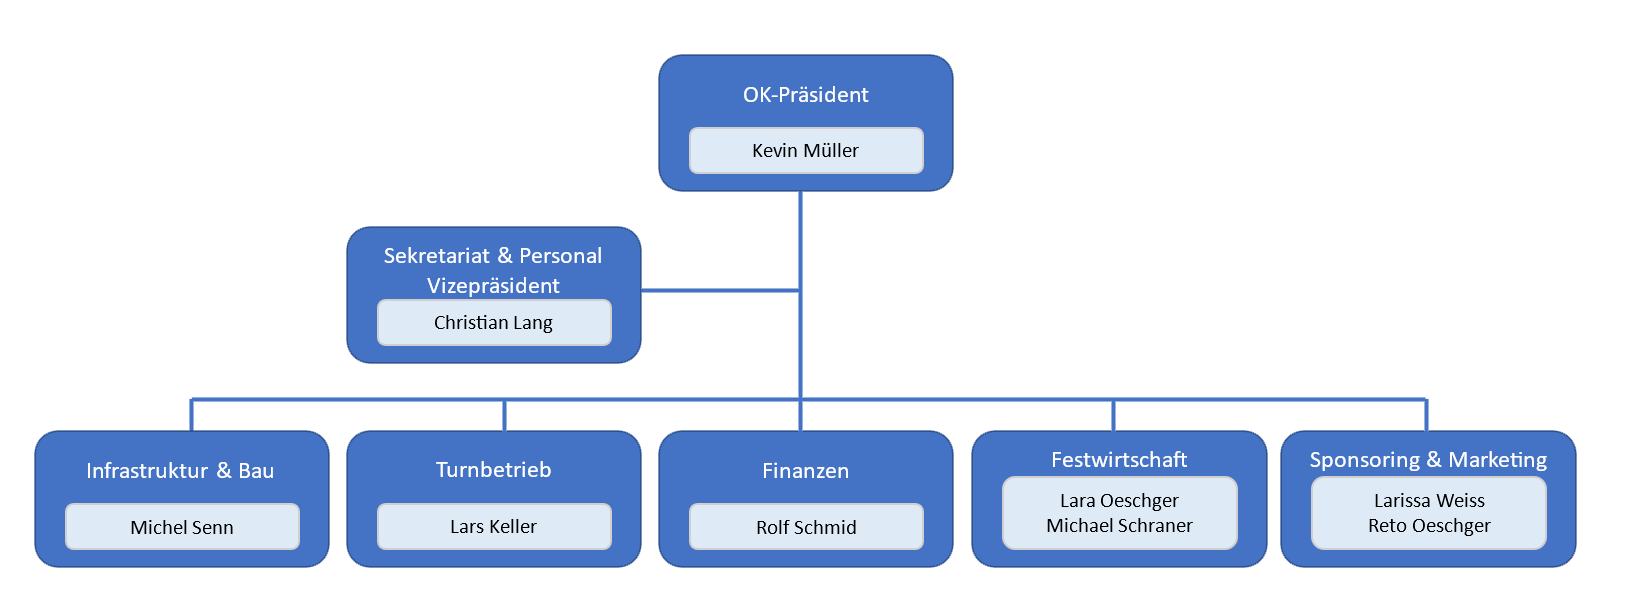 OK-Präsident
Kevin Müller
Sekretariat & Personal
Vizepräsident
Christian Lang
Infrastruktur & Bau
Michel Senn
Turnbetrieb
Lars Keller
Finanzen
Rolf Schmid
Festwirtschaft
Lara Oeschger
Michael Schraner
Sponsoring & Marketing
Larissa Weiss
Reto Oeschger